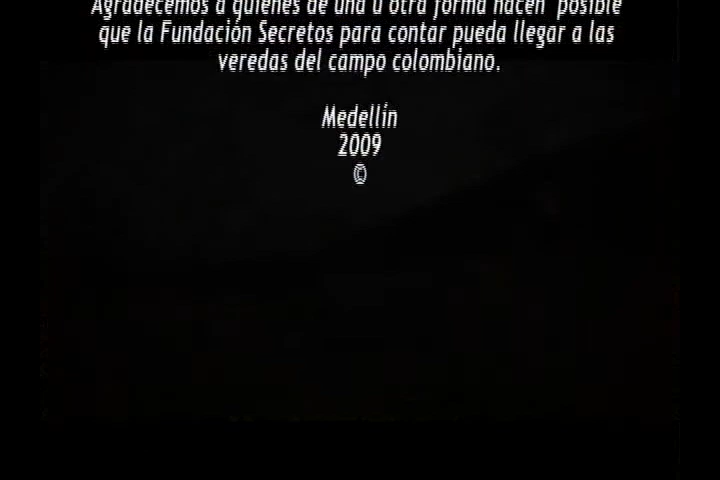 Agradecemos a quienes de una u otra forma hacen posible
que la Fundación Secretos para contar pueda llegar a las
veredas del campo colombiano.
Medellín
2009
©